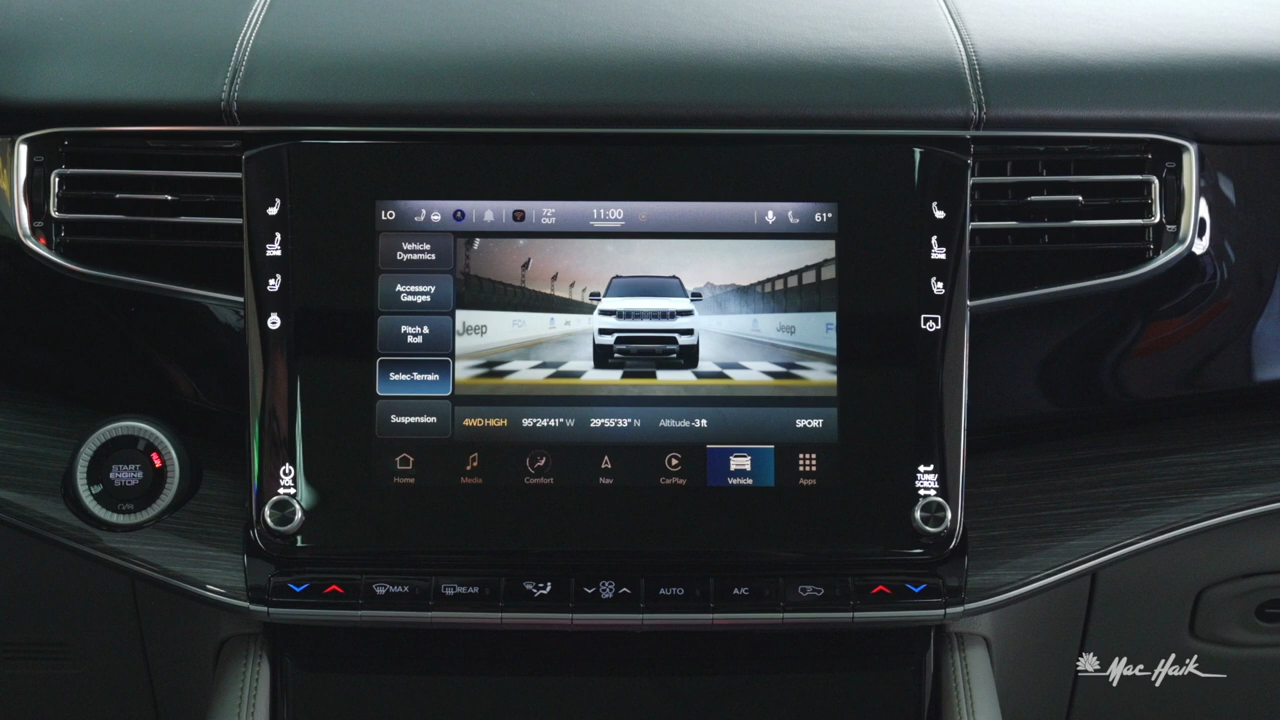 LO
72°
OUT
11:00
61°
Vehicle
Dynamics
Accessory
Gauges
Pitch &
Roll
Selec-Terrain
Suspension
Jeep
FCA
Jeep
4WD HIGH 95°24'41" W 29°55'33" N Altitude -3 ft SPORT
Home Media Comfort Nav CarPlay Vehicle Apps
ZONE
ZONE
VOL
TUNE/
SCROLL
START
ENGINE
STOP
RUN
MAX REAR OFF AUTO A/C
Mac Haik